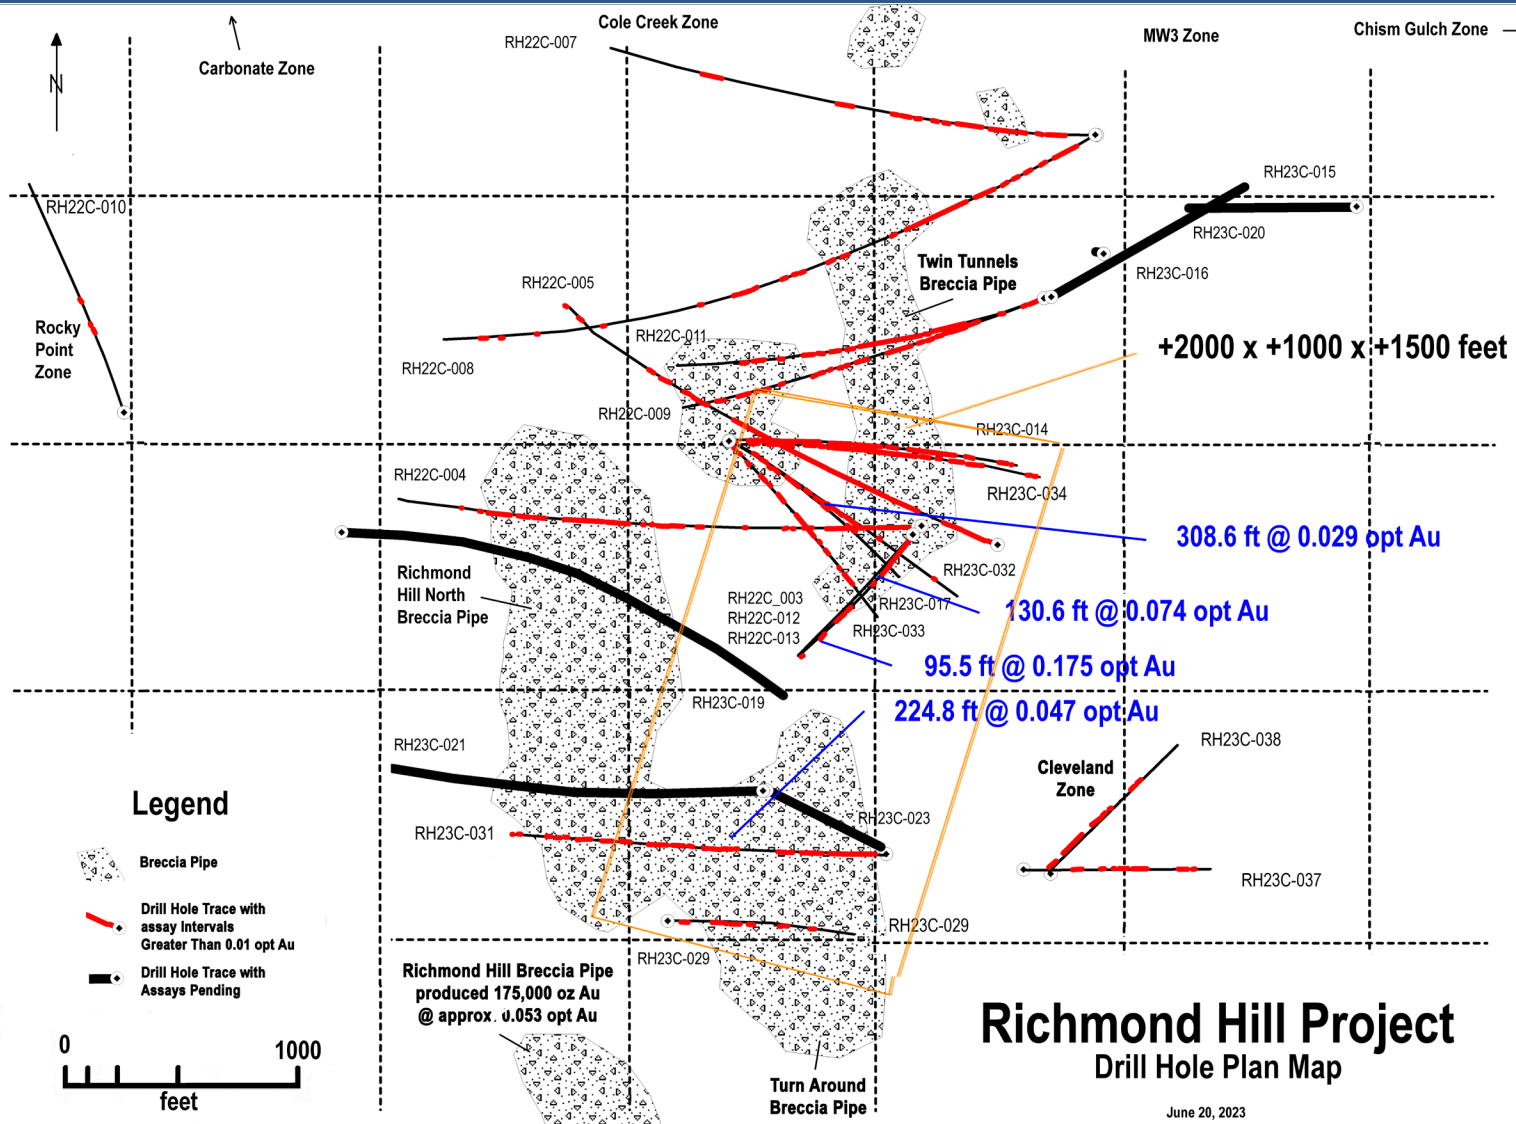 Cole Creek Zone
Chism Gulch Zone
MW3 Zone
RH22C-007
Carbonate Zone
N
RH23C-015
RH22C-010
RH23C-020
Twin Tunnels
Breccia Pipe
RH23C-016
RH22C-005
Rocky
Point
Zone
RH22C-011
+2000 x +1000 x +1500 feet
RH22C-008
RH22C-009
RH23C-014
RH22C-004
RH23C-034
308.6 ft @ 0.029 opt Au
Richmond
Hill North
Breccia Pipe
RH23C-032
RH22C_003
RH22C-012
RH22C-013
RH23C-017
RH23C-033
130.6 ft @ 0.074 opt Au
95.5 ft @ 0.175 opt Au
RH23C-019
224.8 ft @ 0.047 opt Au
RH23C-021
RH23C-038
Cleveland
Zone
Legend
RH23C-031
RH23C-023
Breccia Pipe
RH23C-037
Drill Hole Trace with
assay Intervals
Greater Than 0.01 opt Au
RH23C-029
RH23C-029
Drill Hole Trace with
Assays Pending
Richmond Hill Breccia Pipe
produced 175,000 oz Au
@ approx. 0.053 opt Au
Richmond Hill Project
Drill Hole Plan Map
0
1000
feet
Turn Around
Breccia Pipe
June 20, 2023